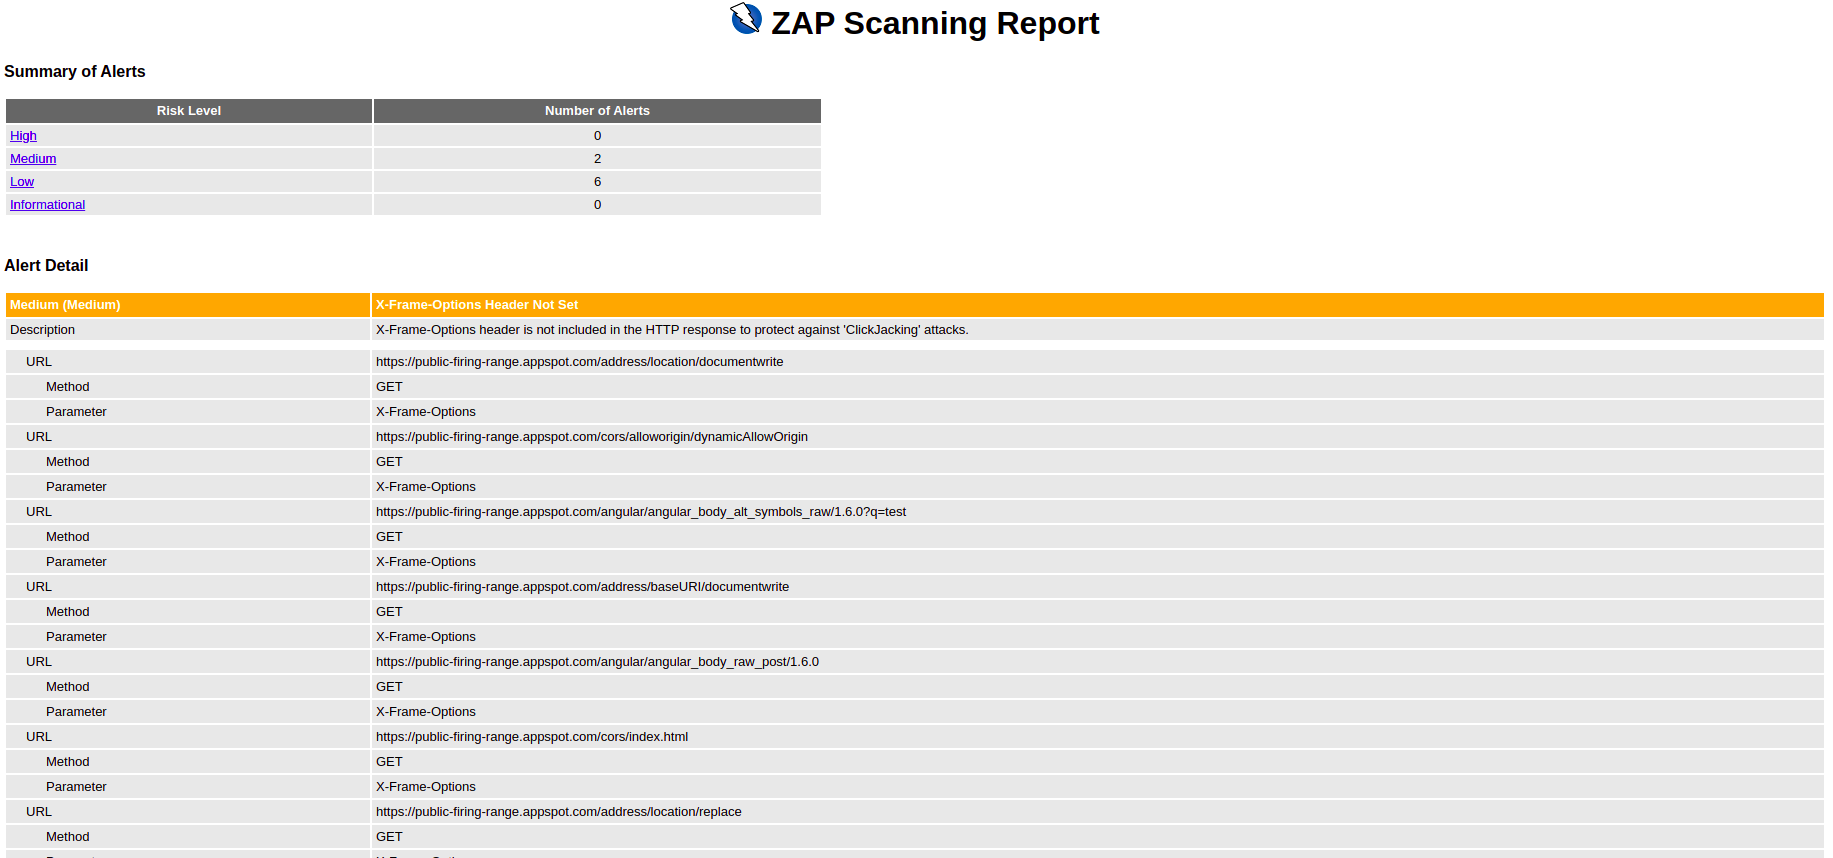 ZAP Scanning Report
Summary of Alerts
Risk Level Number of Alerts
High 0
Medium 2
Low 6
Informational 0
Alert Detail
Medium (Medium) X-Frame-Options Header Not Set
Description X-Frame-Options header is not included in the HTTP response to protect against 'ClickJacking' attacks.
URL https://public-firing-range.appspot.com/address/location/documentwrite
Method GET
Parameter X-Frame-Options
URL https://public-firing-range.appspot.com/cors/alloworigin/dynamicAllowOrigin
Method GET
Parameter X-Frame-Options
URL https://public-firing-range.appspot.com/angular/angular_body_alt_symbols_raw/1.6.0?q=test
Method GET
Parameter X-Frame-Options
URL https://public-firing-range.appspot.com/address/baseURI/documentwrite
Method GET
Parameter X-Frame-Options
URL https://public-firing-range.appspot.com/angular/angular_body_raw_post/1.6.0
Method GET
Parameter X-Frame-Options
URL https://public-firing-range.appspot.com/cors/index.html
Method GET
Parameter X-Frame-Options
URL https://public-firing-range.appspot.com/address/location/replace
Method GET